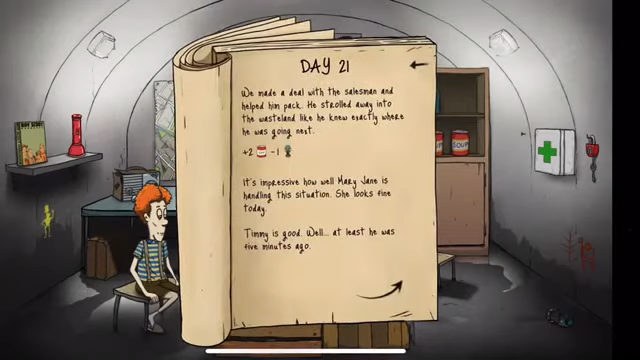 DAY 21
We made a deal with the salesman and
helped him pack. He strolled away into
the wasteland like he knew exactly where
he was going next.
+2 -1
It's impressive how well Mary Jane is
handling this situation. She looks fine
today.
Timmy is good. Well... at least he was
five minutes ago.
SOUP